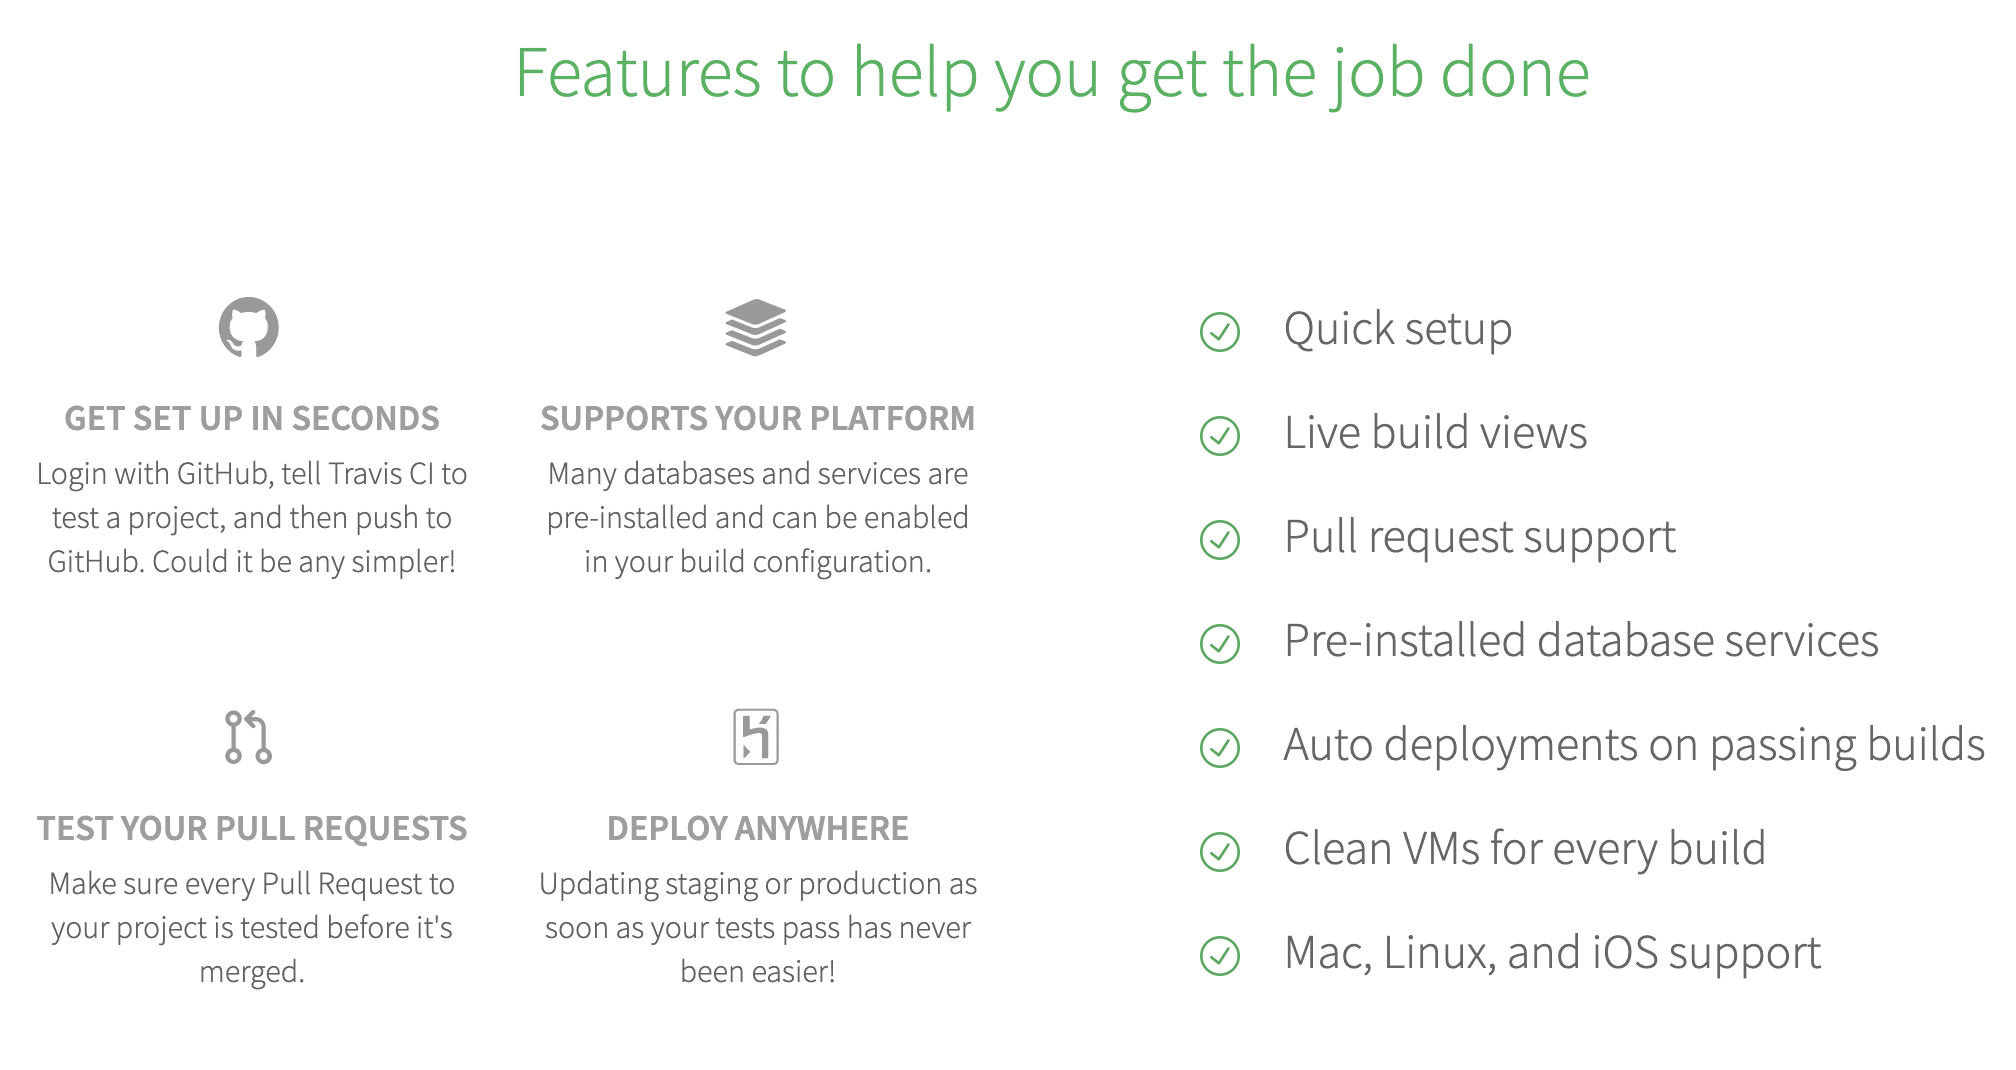 Features to help you get the job done
GET SET UP IN SECONDS
Login with GitHub, tell Travis CI to
test a project, and then push to
GitHub. Could it be any simpler!
SUPPORTS YOUR PLATFORM
Many databases and services are
pre-installed and can be enabled
in your build configuration.
TEST YOUR PULL REQUESTS
Make sure every Pull Request to
your project is tested before it's
merged.
DEPLOY ANYWHERE
Updating staging or production as
soon as your tests pass has never
been easier!
Quick setup
Live build views
Pull request support
Pre-installed database services
Auto deployments on passing builds
Clean VMs for every build
Mac, Linux, and iOS support